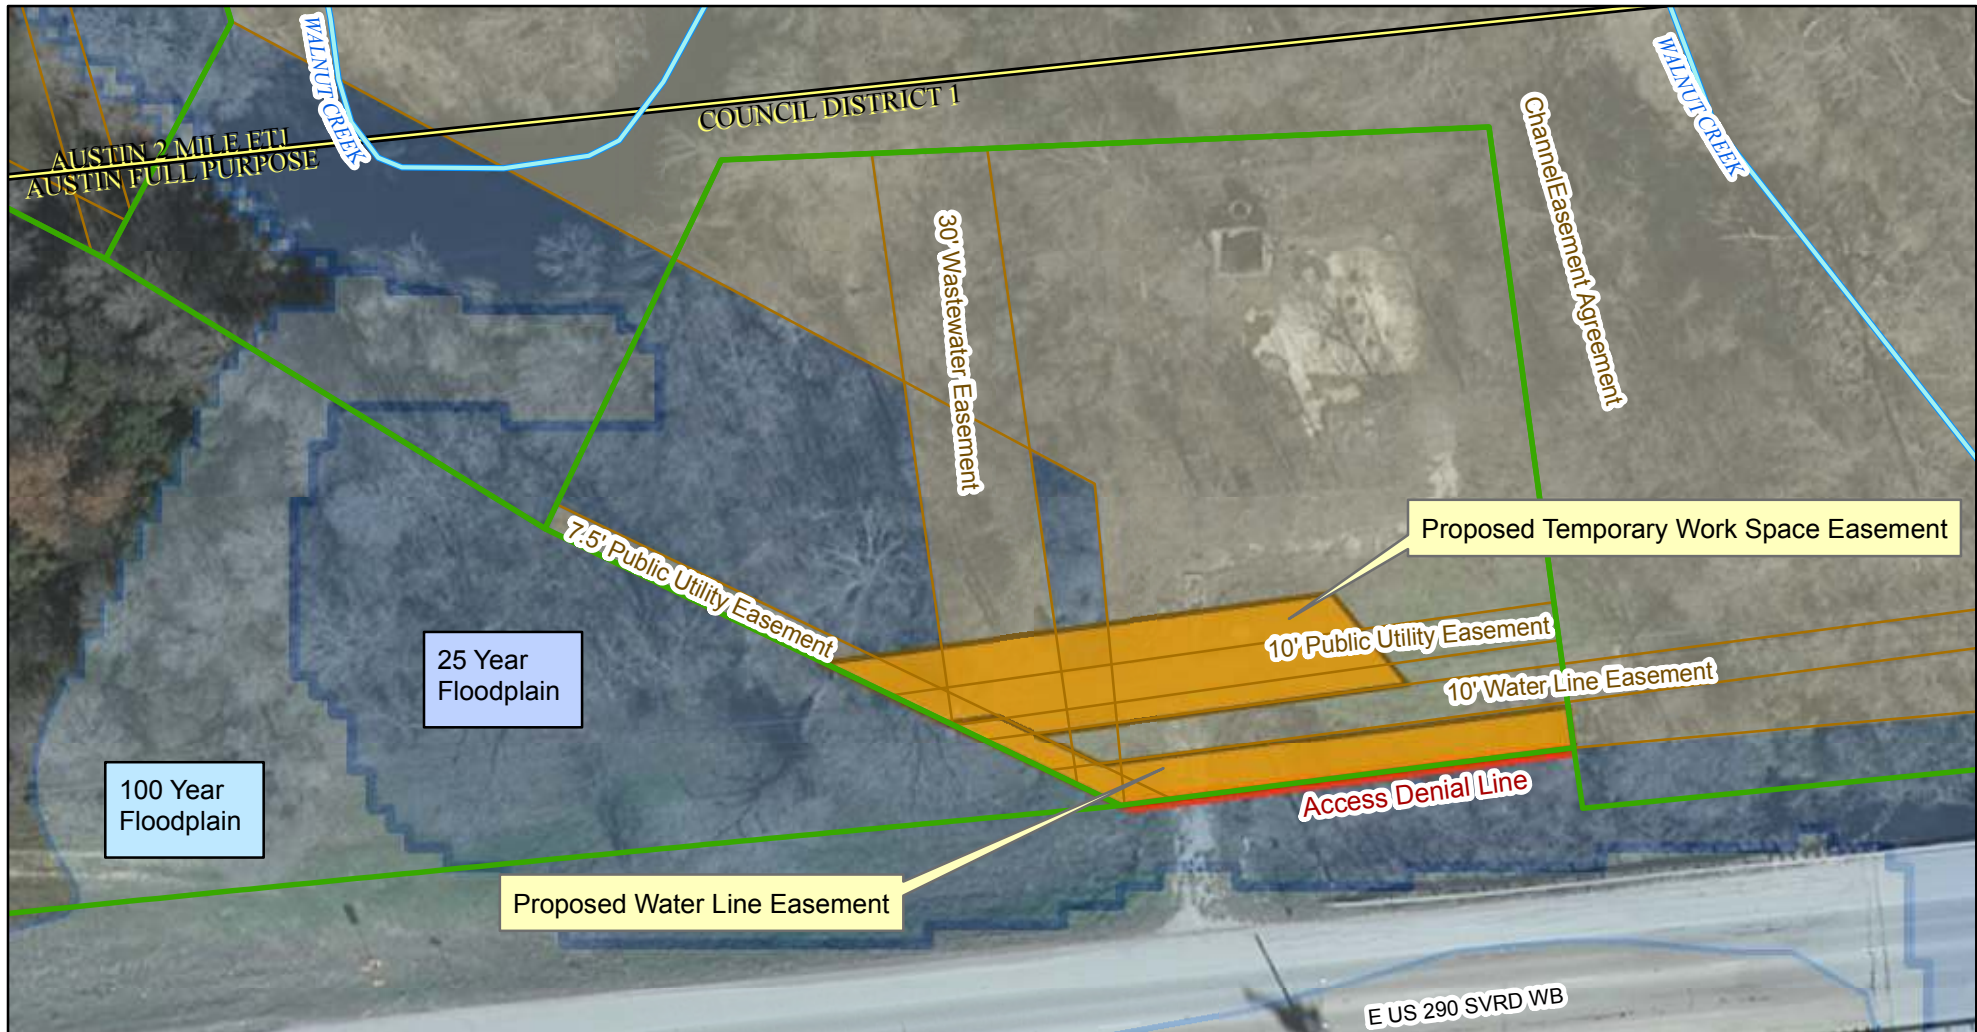 WALNUT CREEK
WALNUT CREEK
COUNCIL DISTRICT 1
AUSTIN 2 MILE ETJ
AUSTIN FULL PURPOSE
ChannelEasement Agreement
30' Wastewater Easement
Proposed Temporary Work Space Easement
7.5' Public Utility Easement
10' Public Utility Easement
25 Year
Floodplain
10' Water Line Easement
100 Year
Floodplain
Access Denial Line
Proposed Water Line Easement
E US 290 SVRD WB